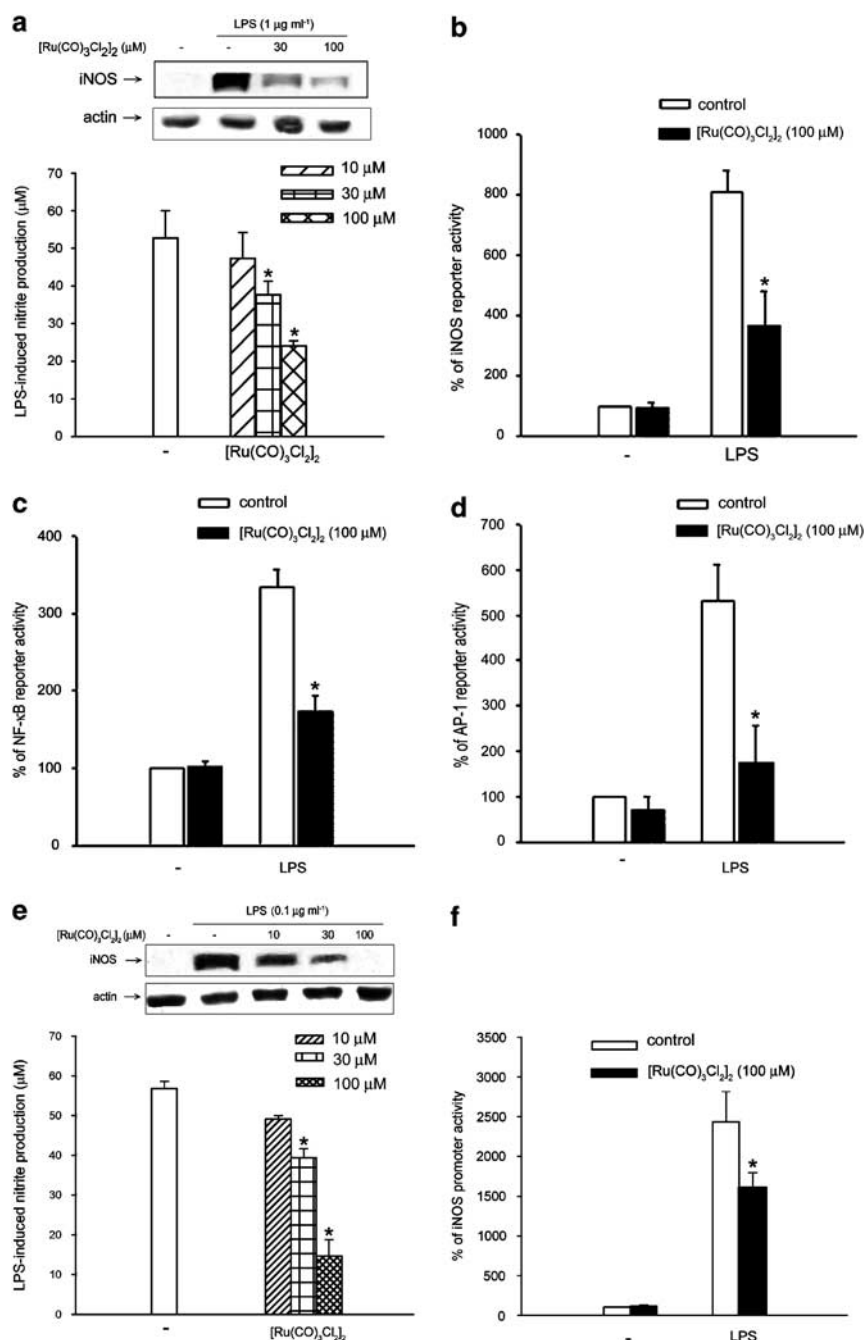 a
LPS (1 μg ml⁻¹)
[Ru(CO)₃Cl₂]₂ (μM) - - 30 100
iNOS →
actin →
10 μM
30 μM
100 μM
LPS-induced nitrite production (μM)
70
60
50
40
30
20
10
0
* *
- [Ru(CO)₃Cl₂]₂
b
control
[Ru(CO)₃Cl₂]₂ (100 μM)
% of iNOS reporter activity
1000
800
600
400
200
100
0
*
- LPS
c
control
[Ru(CO)₃Cl₂]₂ (100 μM)
% of NF-κB reporter activity
400
300
200
100
0
*
- LPS
d
control
[Ru(CO)₃Cl₂]₂ (100 μM)
% of AP-1 reporter activity
700
600
500
400
300
200
100
0
*
- LPS
e
LPS (0.1 μg ml⁻¹)
[Ru(CO)₃Cl₂]₂ (μM) - - 10 30 100
iNOS →
actin →
10 μM
30 μM
100 μM
LPS-induced nitrite production (μM)
70
60
50
40
30
20
10
0
* *
- [Ru(CO)₃Cl₂]₂
f
control
[Ru(CO)₃Cl₂]₂ (100 μM)
% of iNOS promoter activity
3500
3000
2500
2000
1500
1000
500
0
*
- LPS